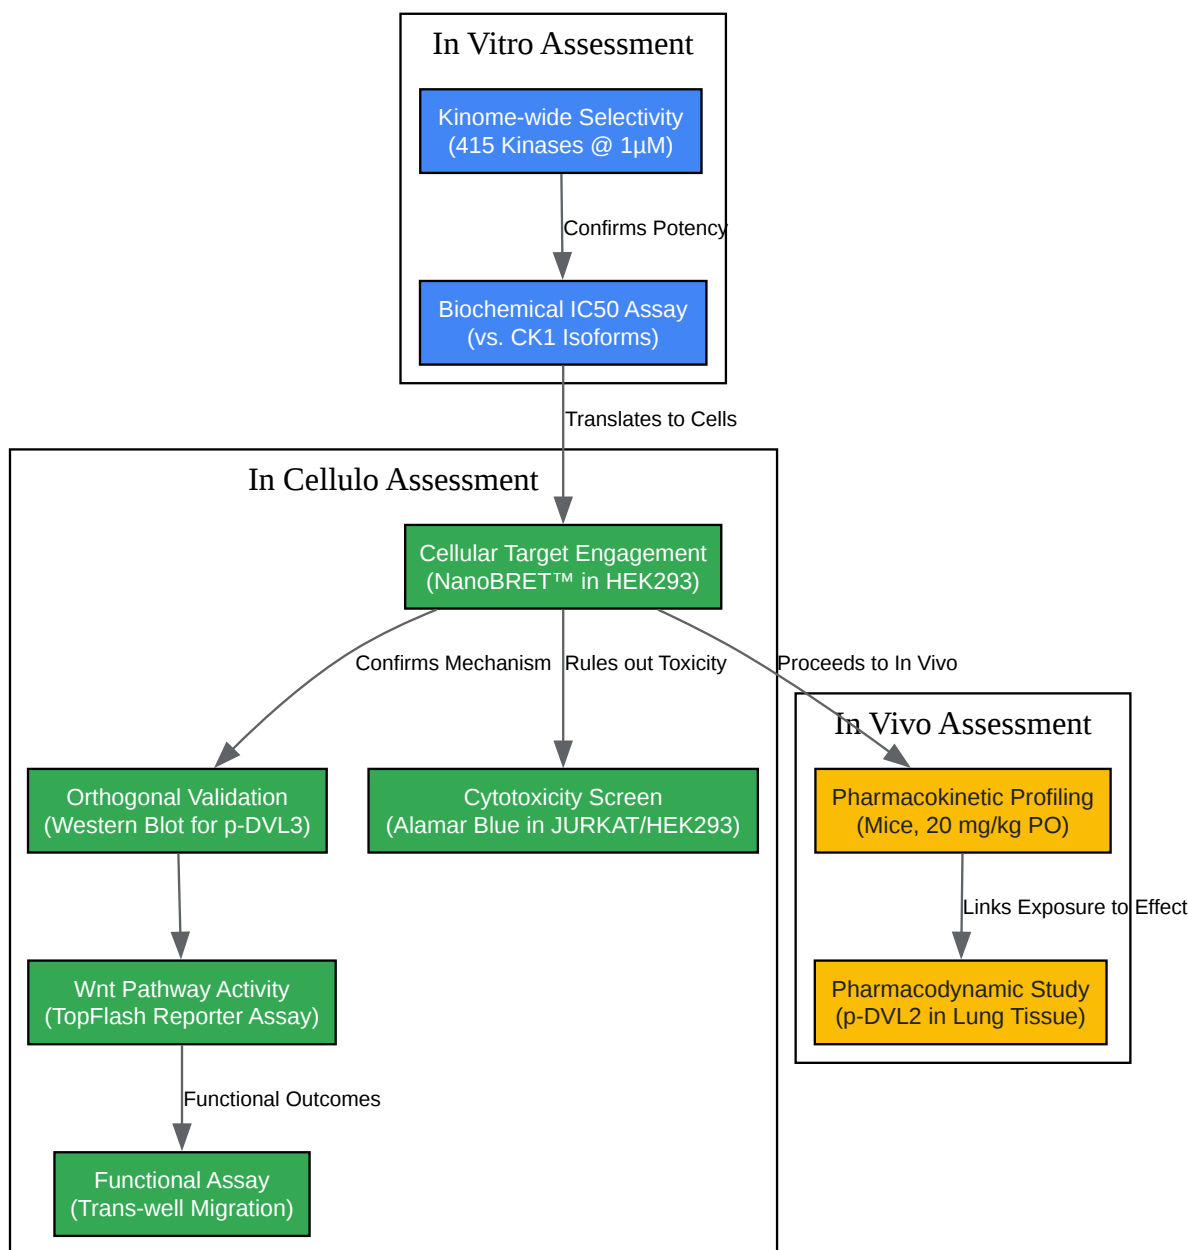 In Vitro Assessment
Kinome-wide Selectivity
(415 Kinases @ 1µM)
Confirms Potency
Biochemical IC50 Assay
(vs. CK1 Isoforms)
Translates to Cells
In Cellulo Assessment
Cellular Target Engagement
(NanoBRET™ in HEK293)
Confirms Mechanism
Rules out Toxicity
Proceeds to In Vivo
In Vivo Assessment
Orthogonal Validation
(Western Blot for p-DVL3)
Cytotoxicity Screen
(Alamar Blue in JURKAT/HEK293)
Pharmacokinetic Profiling
(Mice, 20 mg/kg PO)
Links Exposure to Effect
Wnt Pathway Activity
(TopFlash Reporter Assay)
Pharmacodynamic Study
(p-DVL2 in Lung Tissue)
Functional Outcomes
Functional Assay
(Trans-well Migration)